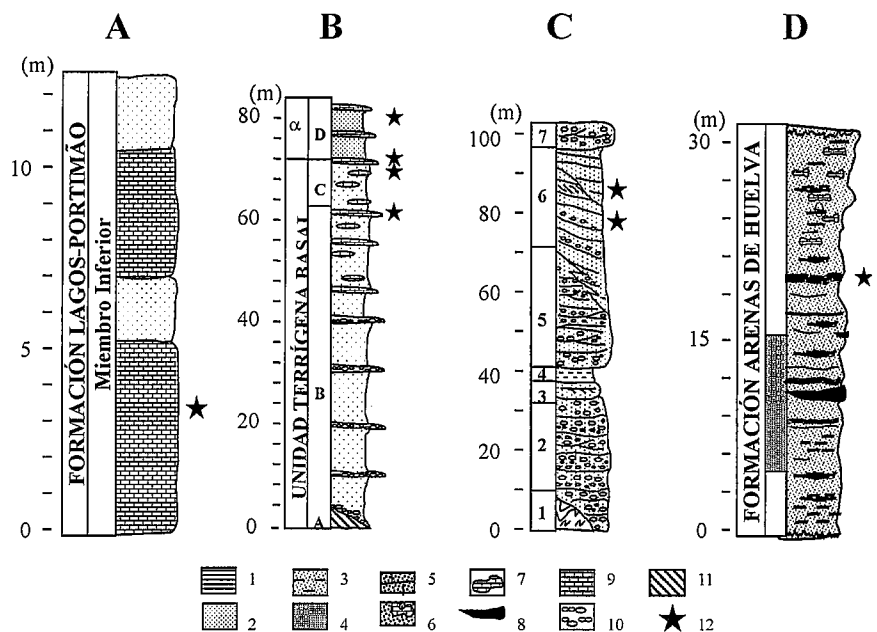 A
B
C
D
(m)
10
5
0
FORMACIÓN LAGOS-PORTIMÃO
Miembro Inferior
(m)
80
60
40
20
0
UNIDAD TERRÍGENA BASAL
α
D
C
B
A
(m)
100
80
60
40
20
0
7
6
5
4
3
2
1
(m)
30
15
0
FORMACIÓN ARENAS DE HUELVA
1
3
5
7
9
11
2
4
6
8
10
12